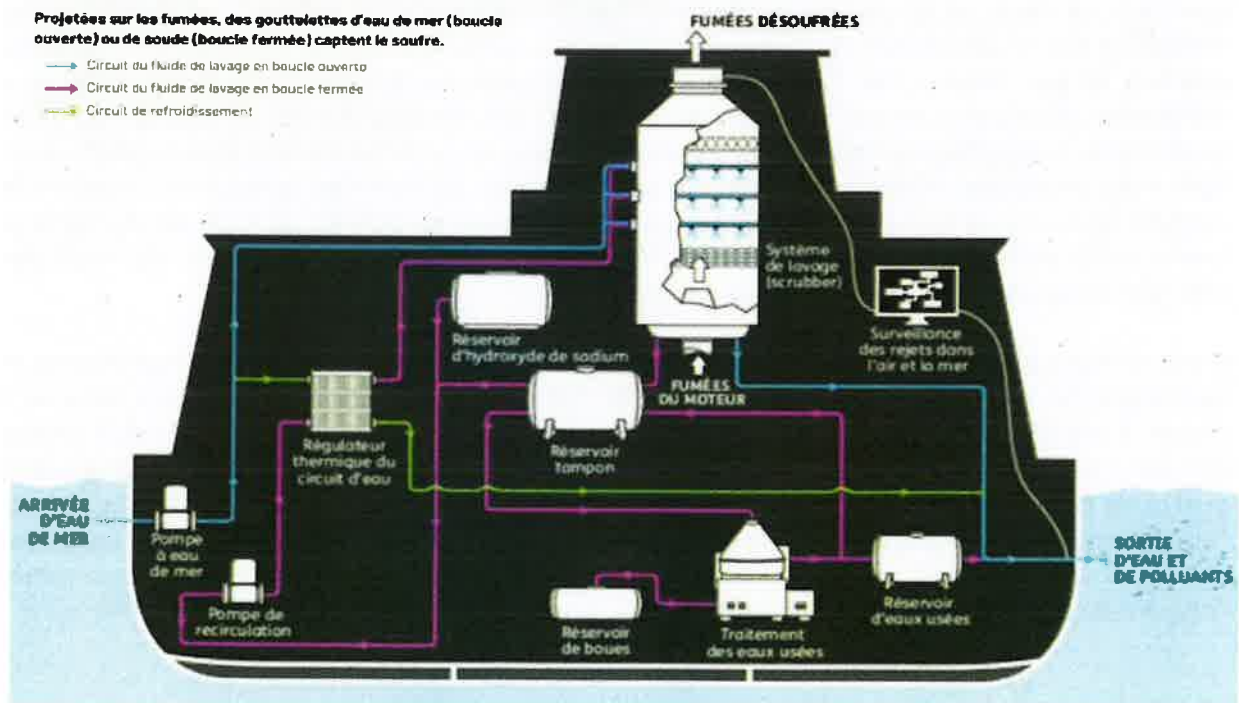 Projetées sur les fumées, des gouttelettes d'eau de mer (boucle
ouverte) ou de soude (boucle fermée) captent le soufre.
Circuit du fluide de lavage en boucle ouverte
Circuit du fluide de lavage en boucle fermée
Circuit de refroidissement
FUMÉES DÉSOUFRÉES
Système
de lavage
(scrubber)
Surveillance
des rejets dans
l'air et la mer
Réservoir
d'hydroxyde de sodium
FUMÉES
DU MOTEUR
Réservoir
tampon
Régulateur
thermique du
circuit d'eau
ARRIVÉE
D'EAU
DE MER
Pompe
à eau
de mer
Pompe de
recirculation
Réservoir
de boues
Traitement
des eaux usées
Réservoir
d'eaux usées
SORTIE
D'EAU ET
DE POLLUANTS